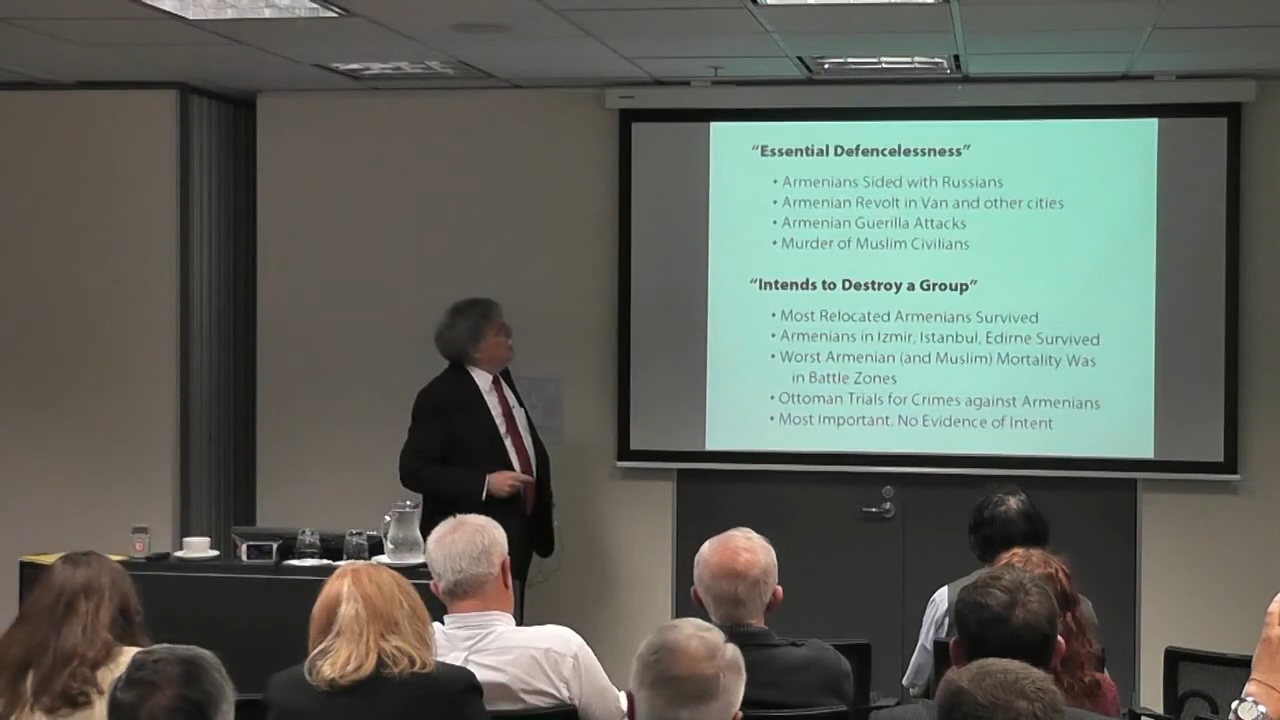 “Essential Defencelessness”
• Armenians Sided with Russians
• Armenian Revolt in Van and other cities
• Armenian Guerilla Attacks
• Murder of Muslim Civilians
“Intends to Destroy a Group”
• Most Relocated Armenians Survived
• Armenians in Izmir, Istanbul, Edirne Survived
• Worst Armenian (and Muslim) Mortality Was
in Battle Zones
• Ottoman Trials for Crimes against Armenians
• Most Important, No Evidence of Intent